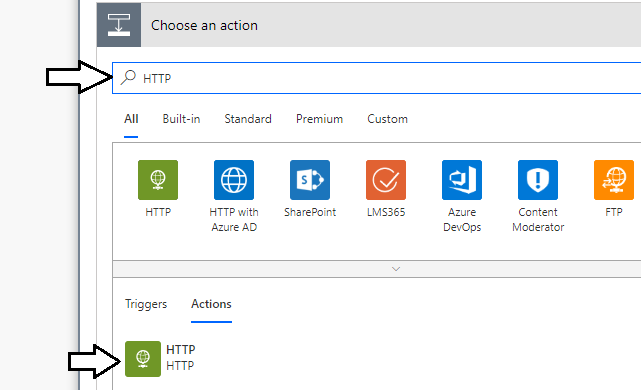 Choose an action
HTTP
All Built-in Standard Premium Custom
HTTP HTTP with SharePoint LMS365 Azure Content FTP
Azure AD DevOps Moderator
Triggers Actions
HTTP
HTTP